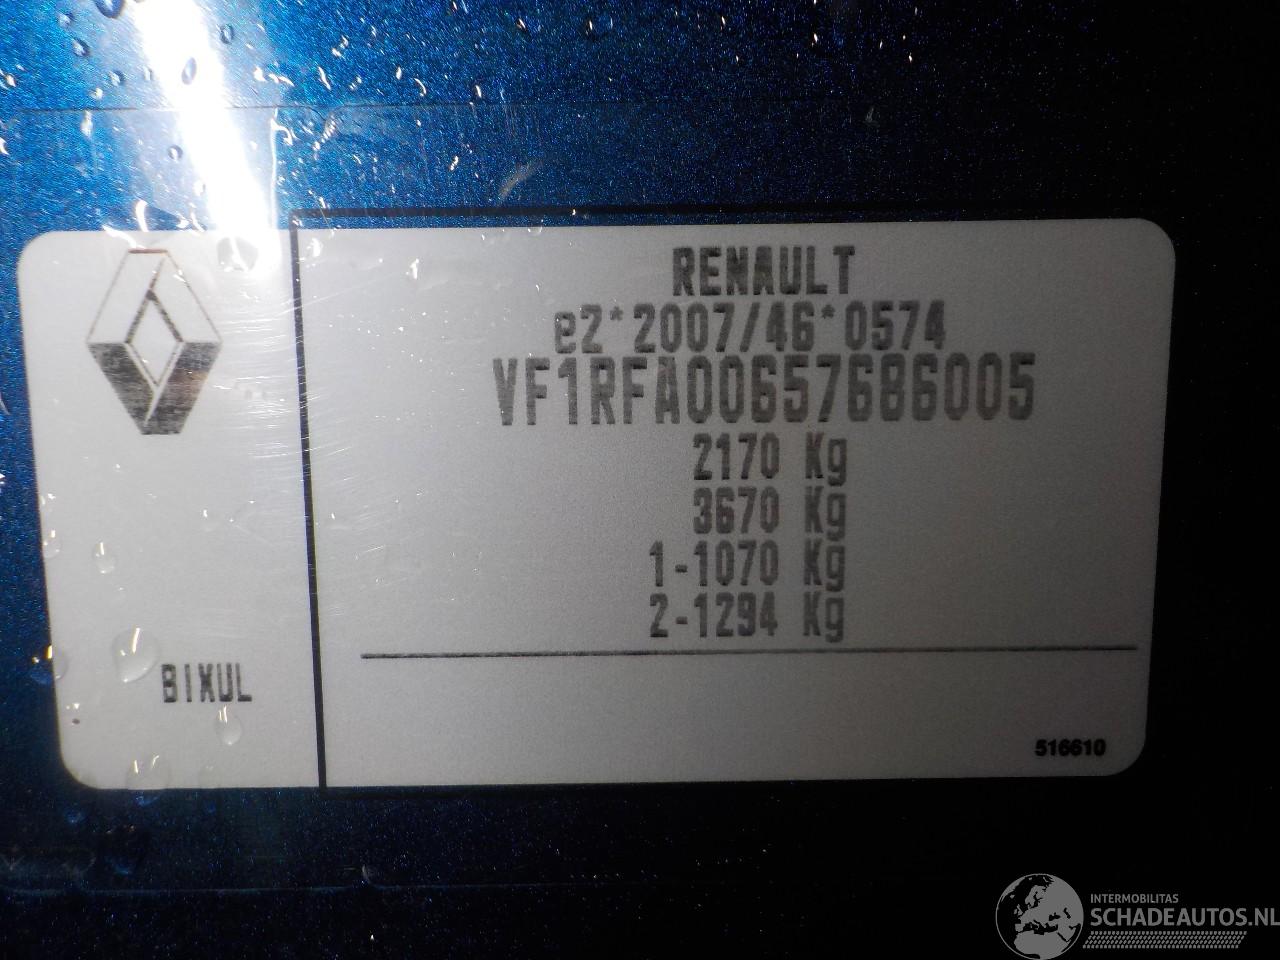 RENAULT
e2*2007/46*0574
VF1RFA00657686005
2170 Kg
3670 Kg
1-1070 Kg
2-1294 Kg
BIXUL
516610
INTERMOBILITAS
SCHADEAUTOS.NL